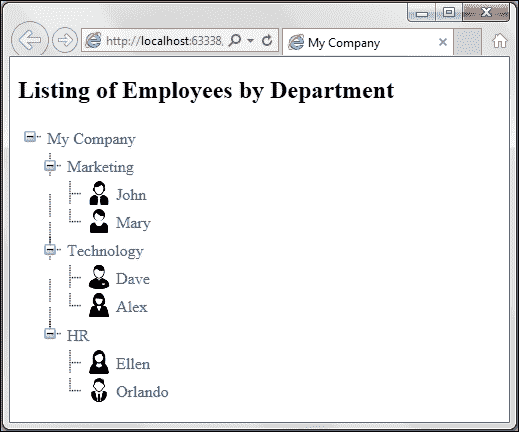 http://localhost:63338,
My Company
Listing of Employees by Department
My Company
Marketing
John
Mary
Technology
Dave
Alex
HR
Ellen
Orlando